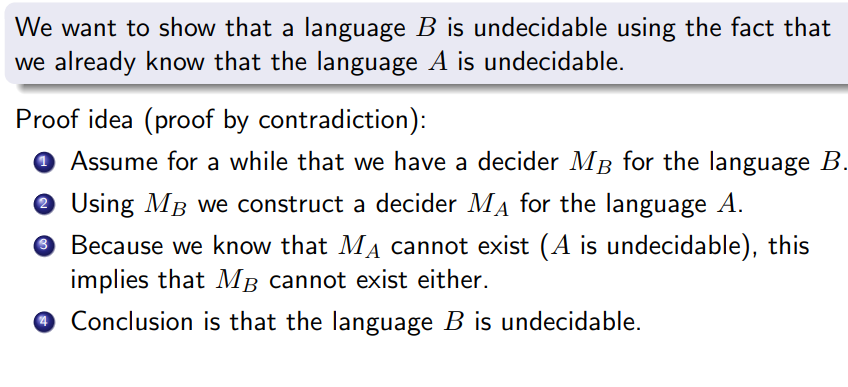 We want to show that a language B is undecidable using the fact that
we already know that the language A is undecidable.
Proof idea (proof by contradiction):
1 Assume for a while that we have a decider M_B for the language B.
2 Using M_B we construct a decider M_A for the language A.
3 Because we know that M_A cannot exist (A is undecidable), this
implies that M_B cannot exist either.
4 Conclusion is that the language B is undecidable.